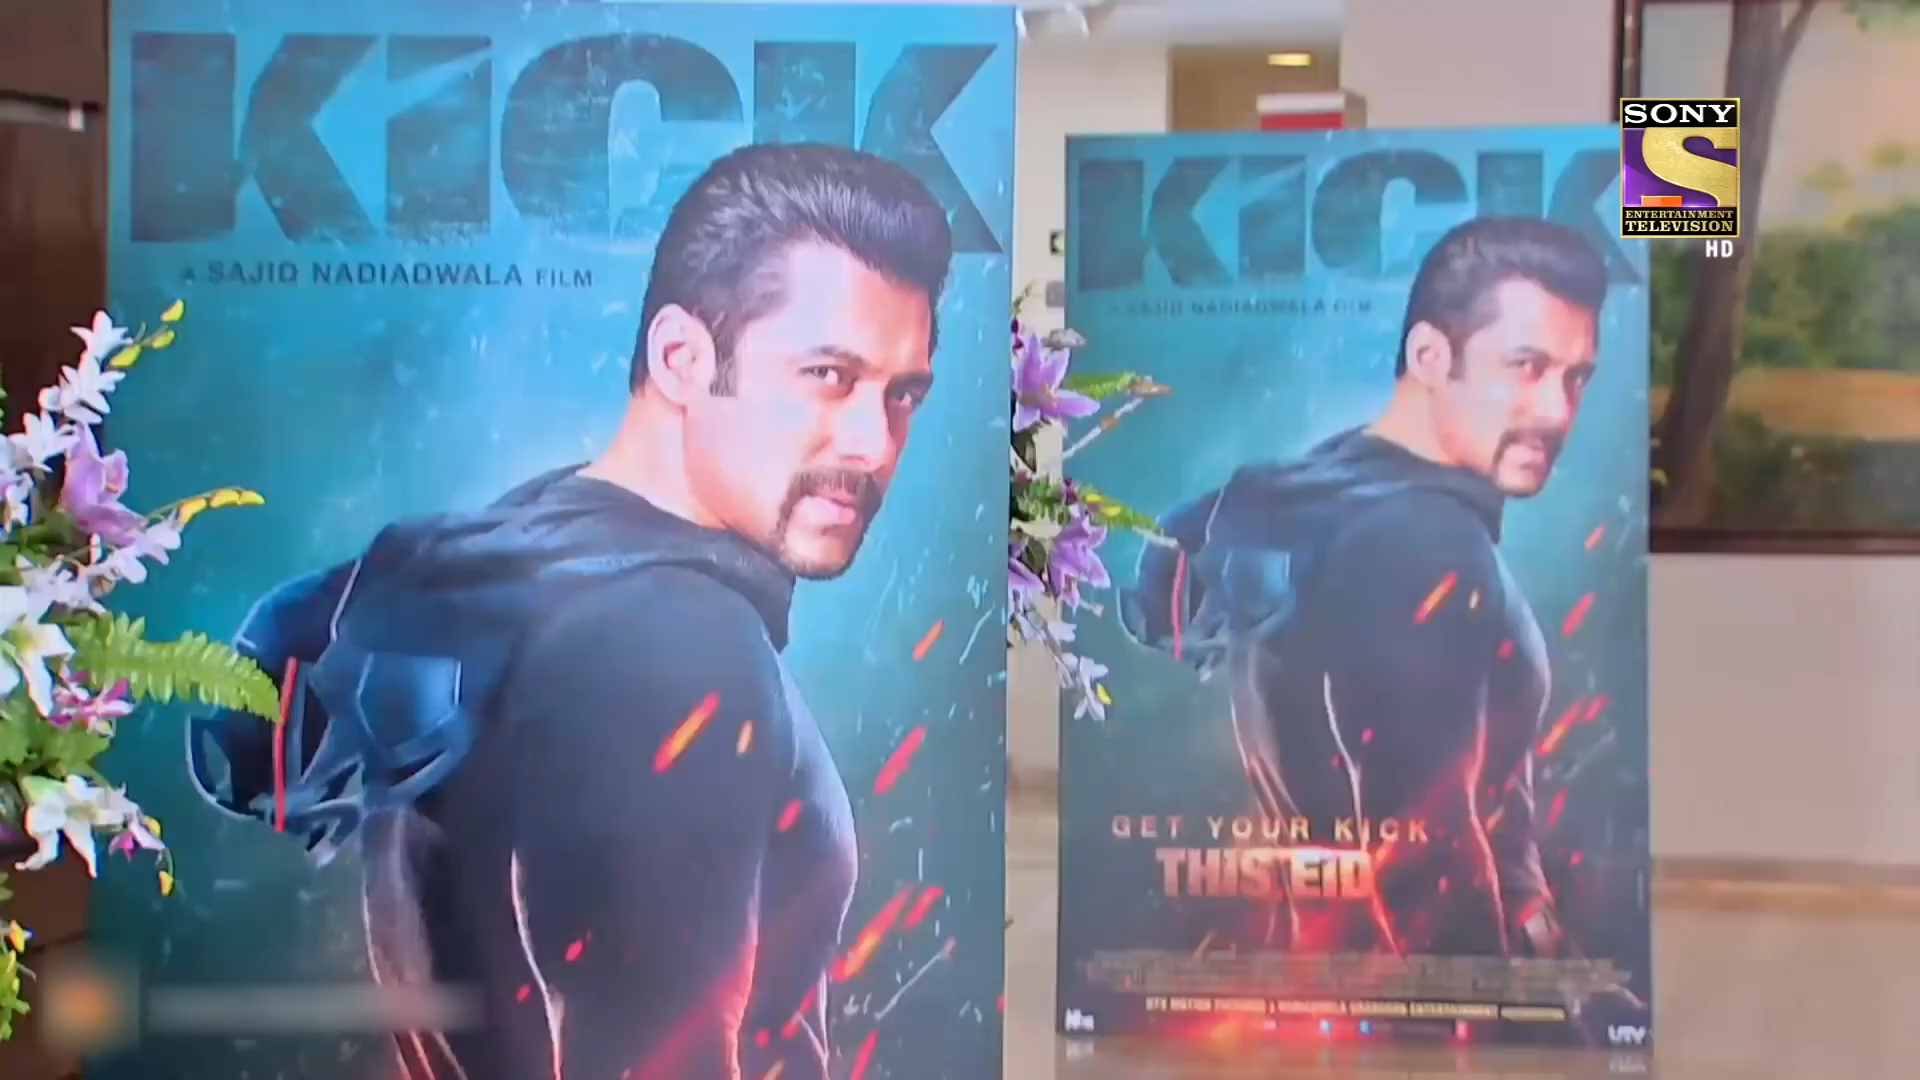 KiCK
A SAJID NADIADWALA FILM
KiCK
A SAJID NADIADWALA FILM
GET YOUR KICK
THIS EID
UTV
SONY
S
ENTERTAINMENT
TELEVISION
HD